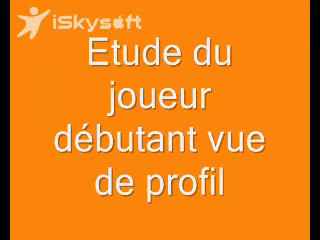 iSkysoft
Etude du
joueur
débutant vue
de profil